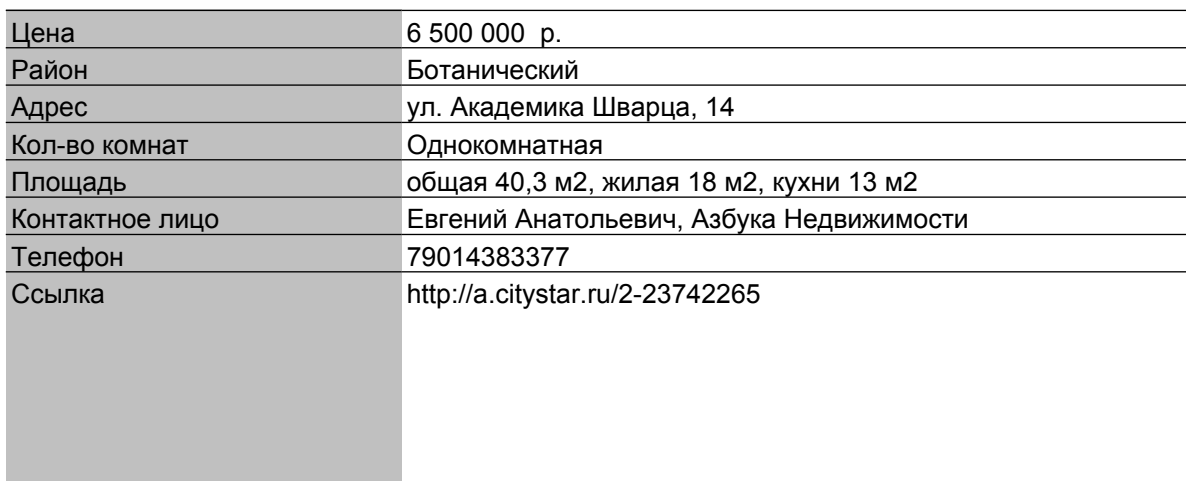 Цена 6 500 000 р.
Район Ботанический
Адрес ул. Академика Шварца, 14
Кол-во комнат Однокомнатная
Площадь общая 40,3 м2, жилая 18 м2, кухни 13 м2
Контактное лицо Евгений Анатольевич, Азбука Недвижимости
Телефон 79014383377
Ссылка http://a.citystar.ru/2-23742265